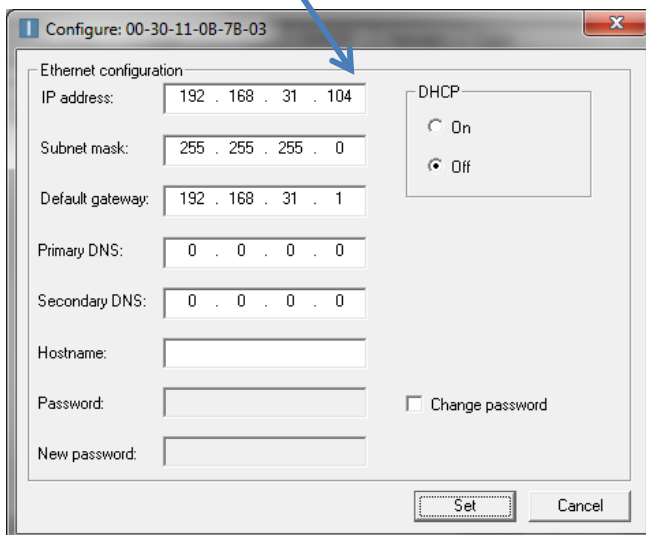 Configure: 00-30-11-0B-7B-03
Ethernet configuration
IP address: 192 . 168 . 31 . 104
DHCP
On
Subnet mask: 255 . 255 . 255 . 0
Off
Default gateway: 192 . 168 . 31 . 1
Primary DNS: 0 . 0 . 0 . 0
Secondary DNS: 0 . 0 . 0 . 0
Hostname:
Password:
Change password
New password:
Set
Cancel